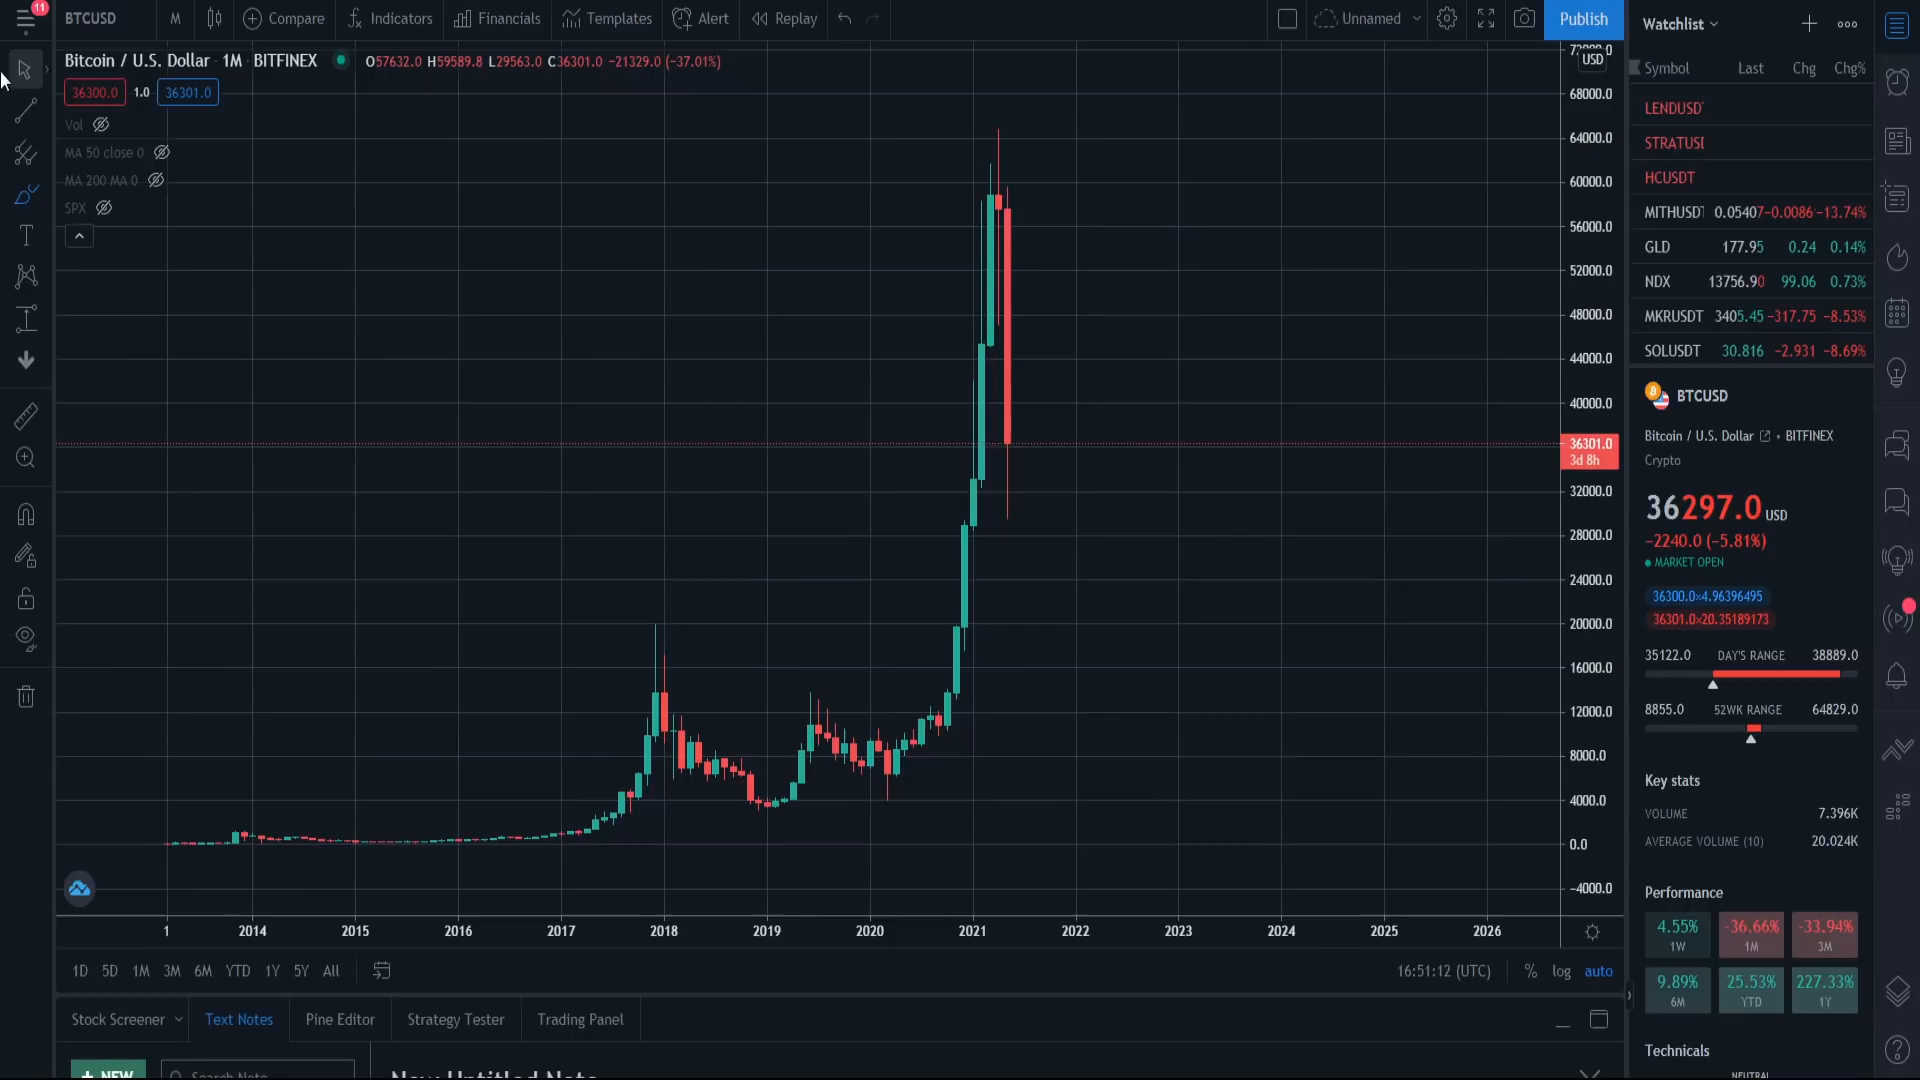 11
BTCUSD M Compare Indicators Financials Templates Alert Replay Unnamed Publish
Bitcoin / U.S. Dollar · 1M · BITFINEX O57632.0 H59589.8 L29563.0 C36301.0 −21329.0 (−37.01%)
36300.0 1.0 36301.0
Vol
MA 50 close 0
MA 200 MA 0
SPX
USD
68000.0
64000.0
60000.0
56000.0
52000.0
48000.0
44000.0
40000.0
36301.0
3d 8h
32000.0
28000.0
24000.0
20000.0
16000.0
12000.0
8000.0
4000.0
0.0
−4000.0
1 2014 2015 2016 2017 2018 2019 2020 2021 2022 2023 2024 2025 2026
1D 5D 1M 3M 6M YTD 1Y 5Y All 16:51:12 (UTC) % log auto
Stock Screener Text Notes Pine Editor Strategy Tester Trading Panel
+ NEW Search Note New Untitled Note
Watchlist
Symbol Last Chg Chg%
LENDUSD
STRATUS
HCUSDT
MITHUSD 0.05407 −0.0086 −13.74%
GLD 177.95 0.24 0.14%
NDX 13756.90 99.06 0.73%
MKRUSDT 3405.45 −317.75 −8.53%
SOLUSDT 30.816 −2.931 −8.69%
BTCUSD
Bitcoin / U.S. Dollar • BITFINEX
Crypto
36297.0 USD
−2240.0 (−5.81%)
MARKET OPEN
36300.0×4.96396495
36301.0×20.35189173
35122.0 DAY'S RANGE 38889.0
8855.0 52WK RANGE 64829.0
Key stats
VOLUME 7.396K
AVERAGE VOLUME (10) 20.024K
Performance
4.55% -36.66% -33.94%
1W 1M 3M
9.89% 25.53% 227.33%
6M YTD 1Y
Technicals
NEUTRAL